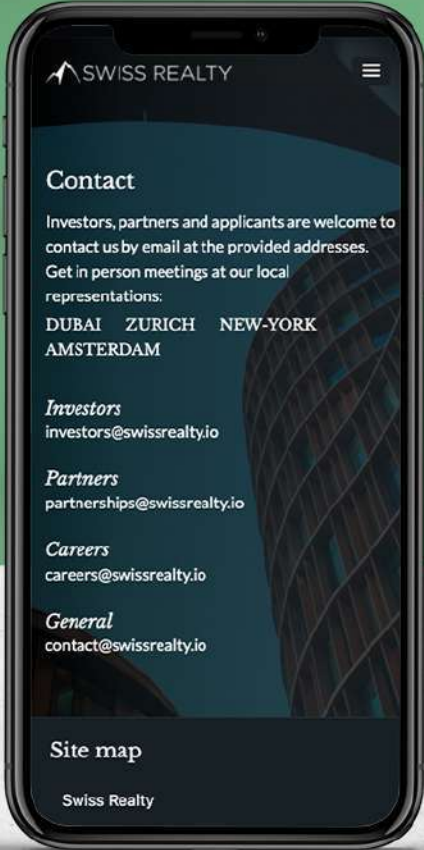 SWISS REALTY
Contact
Investors, partners and applicants are welcome to
contact us by email at the provided addresses.
Get in person meetings at our local
representations:
DUBAI ZURICH NEW-YORK
AMSTERDAM
Investors
investors@swissrealty.io
Partners
partnerships@swissrealty.io
Careers
careers@swissrealty.io
General
contact@swissrealty.io
Site map
Swiss Realty